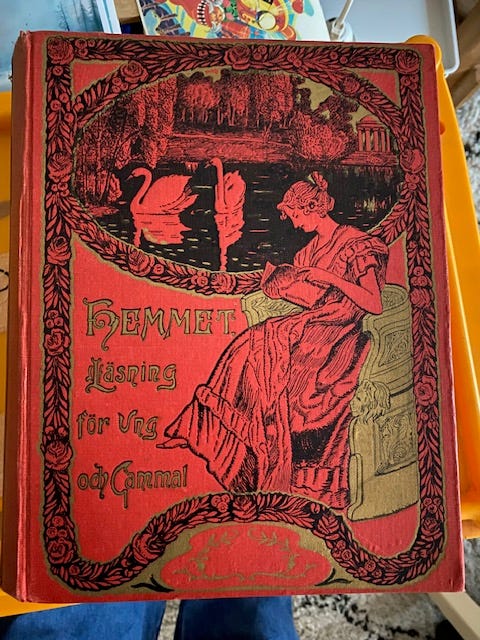 HEMMET.
Läsning
för Ung
och Gammal